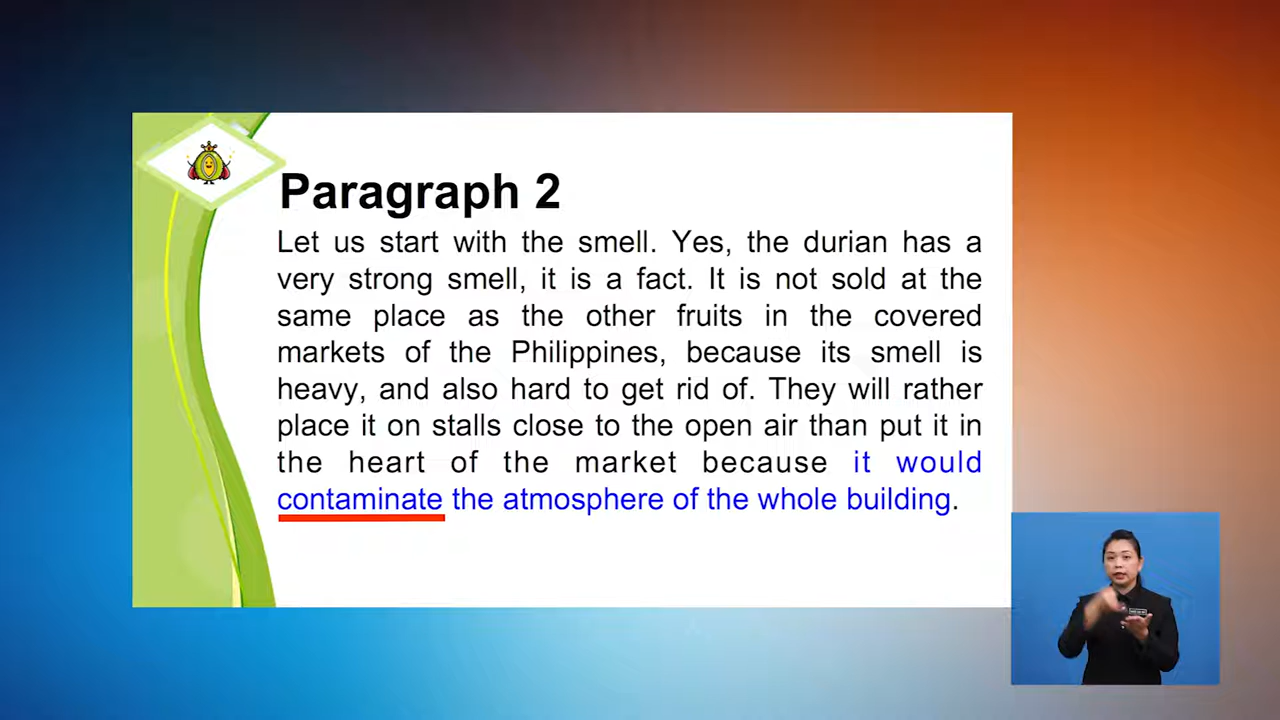 Paragraph 2
Let us start with the smell. Yes, the durian has a
very strong smell, it is a fact. It is not sold at the
same place as the other fruits in the covered
markets of the Philippines, because its smell is
heavy, and also hard to get rid of. They will rather
place it on stalls close to the open air than put it in
the heart of the market because it would
contaminate the atmosphere of the whole building.